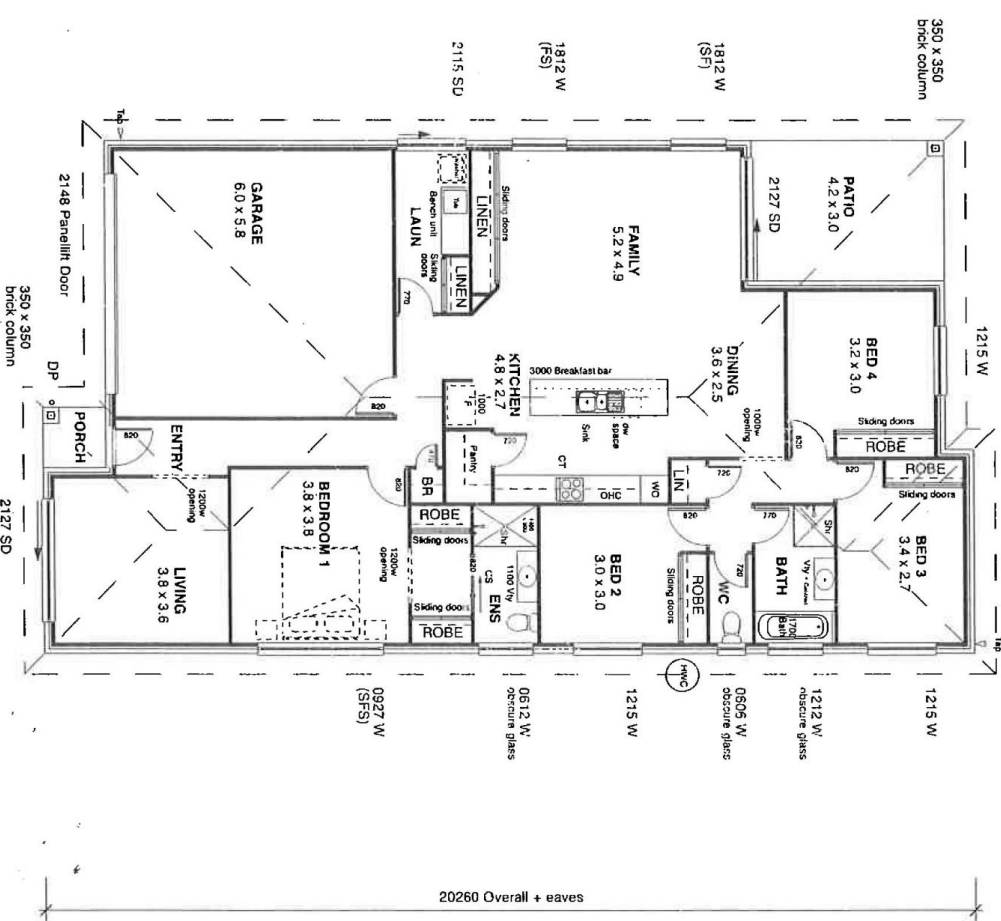 350 x 350
brick column
1812 W
(SF)
1812 W
(FS)
2115 SD
Tap
2148 Panellift Door
350 x 350
brick column
DP
PORCH
2127 SD
GARAGE
6.0 x 5.8
820
ENTRY
820
1200w
opening
LIVING
3.8 x 3.6
Tub
Bench unit
LAUN
Sliding
doors
LINEN
770
LINEN
Sliding doors
FAMILY
5.2 x 4.9
PATIO
4.2 x 3.0
2127 SD
1215 W
BED 4
3.2 x 3.0
Sliding doors
ROBE
820
DINING
3.6 x 2.5
1000w
opening
KITCHEN
4.8 x 2.7
3000 Breakfast bar
Sink
space
1000
F
Pantry
720
CT
OHC
WO
LIN
720
BR
BEDROOM 1
3.8 x 3.8
820
1200w
opening
ROBE
Sliding doors
820
Sliding doors
ROBE
Shr
1100 Vty
CS
ENS
BED 2
3.0 x 3.0
820
Sliding doors
ROBE
WC
720
770
BATH
Shr
1700
Bath
820
ROBE
Sliding doors
BED 3
3.4 x 2.7
Tap
HWC
0927 W
(SFS)
0612 W
obscure glass
1215 W
0606 W
obscure glass
1212 W
obscure glass
1215 W
20260 Overall + eaves